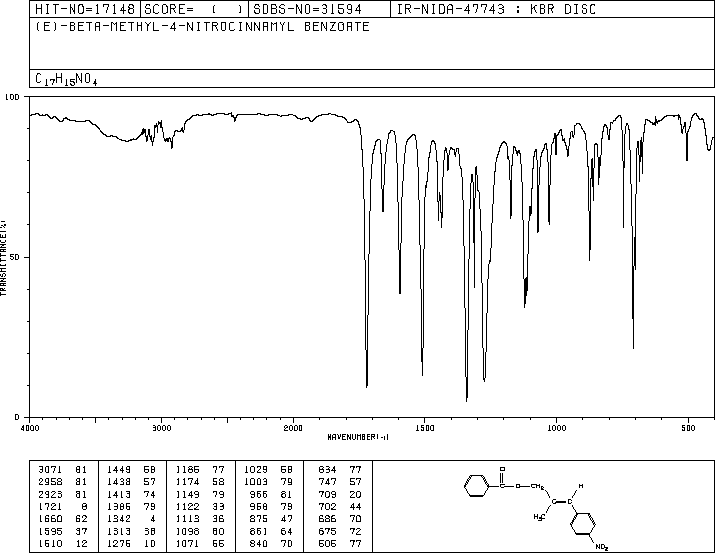 HIT-NO=17148 SCORE= ( ) SDBS-NO=31594 IR-NIDA-47743 : KBR DISC
(E)-BETA-METHYL-4-NITROCINNAMYL BENZOATE
C17H15NO4
100
50
0
TRANSMITTANCE(%)
4000 3000 2000 1500 1000 500
WAVENUMBER(-1)
3071 81 1449 58 1186 77 1029 58 834 77
2958 81 1438 57 1174 58 1003 79 747 57
2923 81 1413 74 1149 79 966 81 709 20
1721 8 1386 79 1122 33 958 79 702 44
1660 62 1342 4 1113 36 875 47 686 70
1595 37 1313 38 1098 60 861 64 675 72
1510 12 1275 10 1071 55 840 70 505 77
O
C O CH2 H
C C
H3C
NO2